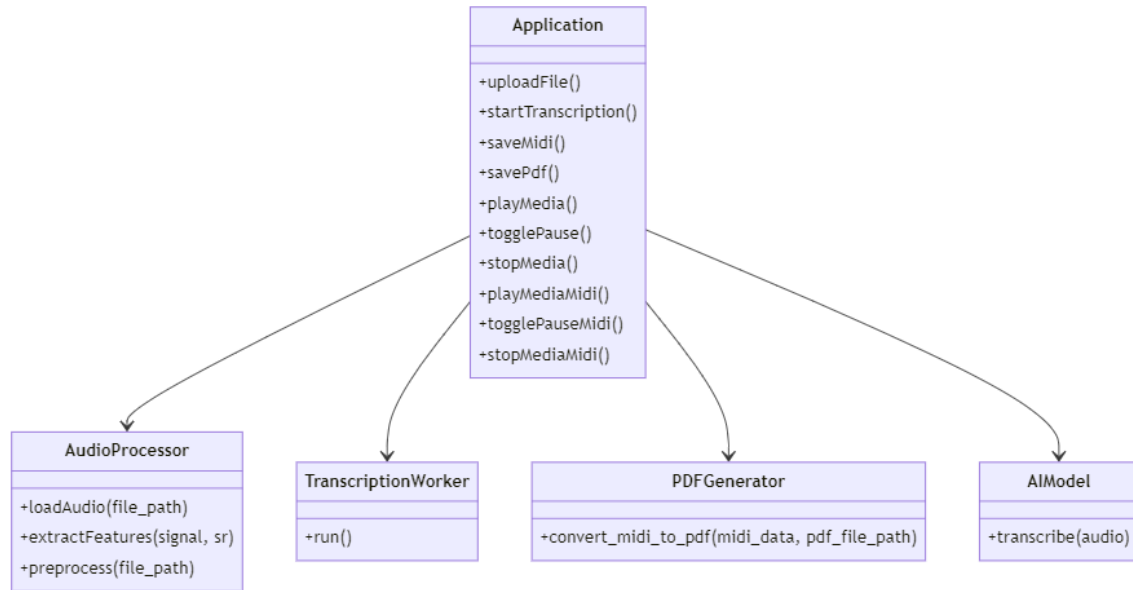 Application
+uploadFile()
+startTranscription()
+saveMidi()
+savePdf()
+playMedia()
+togglePause()
+stopMedia()
+playMediaMidi()
+togglePauseMidi()
+stopMediaMidi()
AudioProcessor
+loadAudio(file_path)
+extractFeatures(signal, sr)
+preprocess(file_path)
TranscriptionWorker
+run()
PDFGenerator
+convert_midi_to_pdf(midi_data, pdf_file_path)
AIModel
+transcribe(audio)